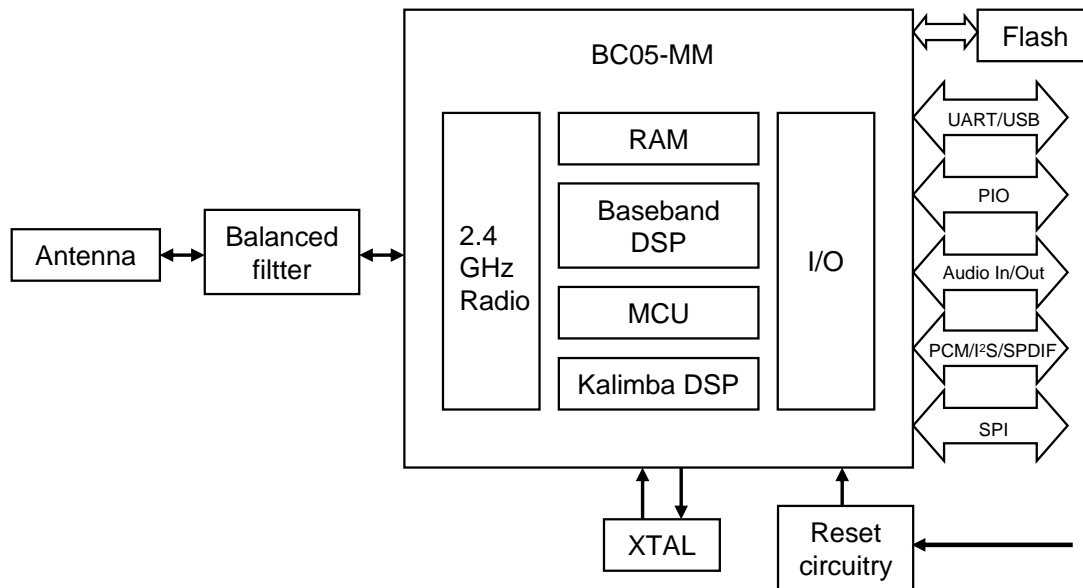 BC05-MM
Flash
UART/USB
RAM
PIO
Baseband
DSP
Antenna
Balanced
filtter
2.4
GHz
Radio
I/O
Audio In/Out
MCU
PCM/I²S/SPDIF
Kalimba DSP
SPI
XTAL
Reset
circuitry